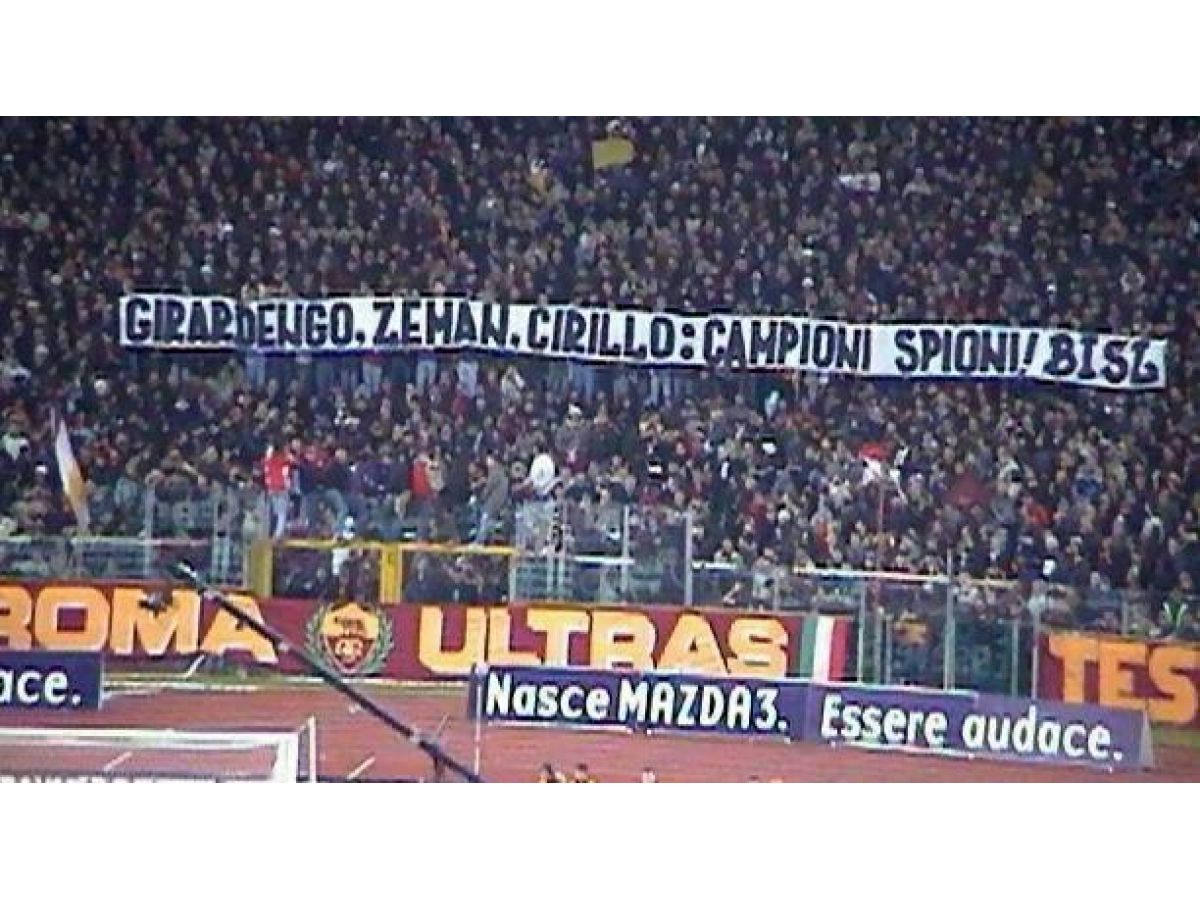 GIRARDENGO, ZEMAN, CIRILLO: CAMPIONI SPIONI! BISL
ROMA ULTRAS TES
ace. Nasce MAZDA3. Essere audace.